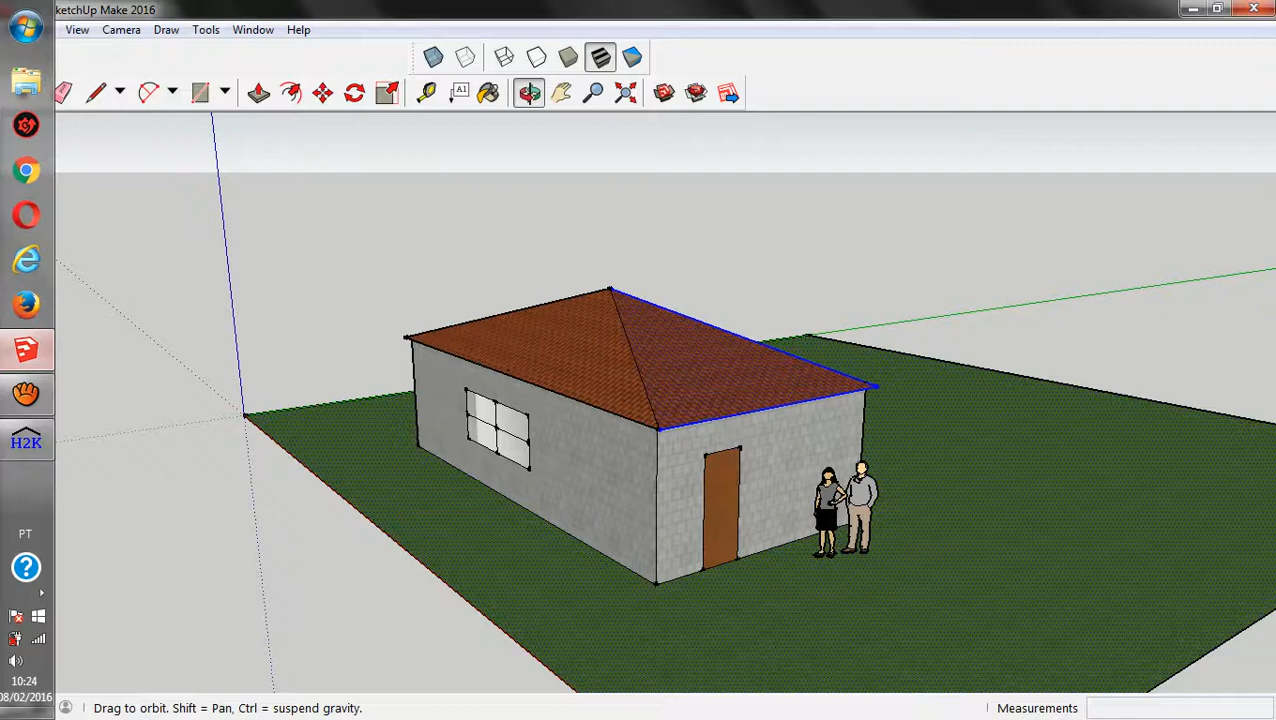 ketchUp Make 2016
View Camera Draw Tools Window Help
AI
H2K
PT
?
10:24
08/02/2016
Drag to orbit. Shift = Pan, Ctrl = suspend gravity.
Measurements